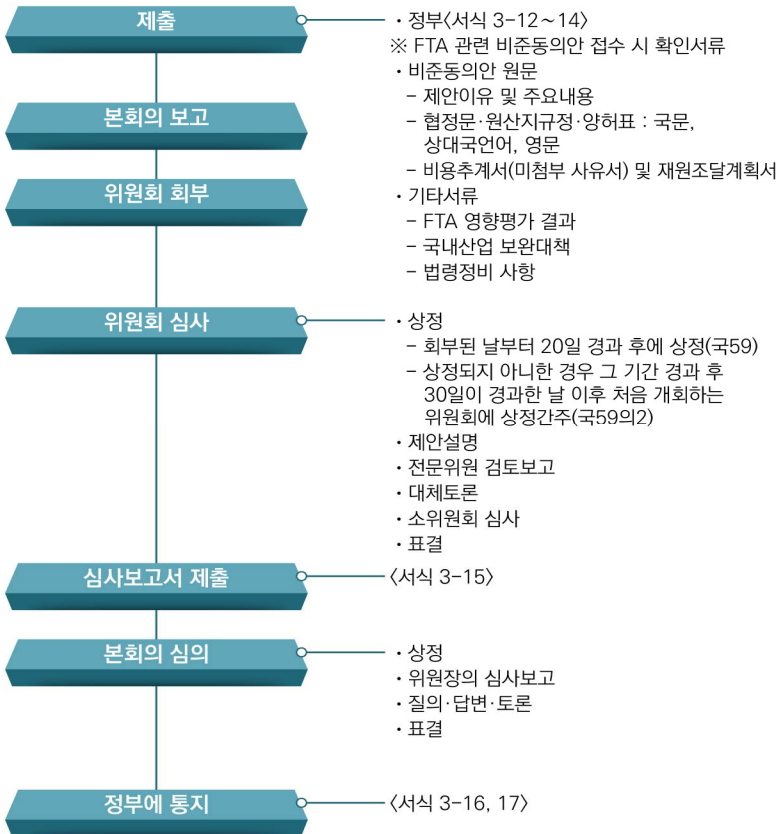 제출
· 정부〈서식 3-12～14〉
※ FTA 관련 비준동의안 접수 시 확인서류
· 비준동의안 원문
- 제안이유 및 주요내용
- 협정문·원산지규정·양허표 : 국문,
상대국언어, 영문
- 비용추계서(미첨부 사유서) 및 재원조달계획서
· 기타서류
- FTA 영향평가 결과
- 국내산업 보완대책
- 법령정비 사항
본회의 보고
위원회 회부
위원회 심사
· 상정
- 회부된 날부터 20일 경과 후에 상정(국59)
- 상정되지 아니한 경우 그 기간 경과 후
30일이 경과한 날 이후 처음 개회하는
위원회에 상정간주(국59의2)
· 제안설명
· 전문위원 검토보고
· 대체토론
· 소위원회 심사
· 표결
심사보고서 제출
〈서식 3-15〉
본회의 심의
· 상정
· 위원장의 심사보고
· 질의·답변·토론
· 표결
정부에 통지
〈서식 3-16, 17〉